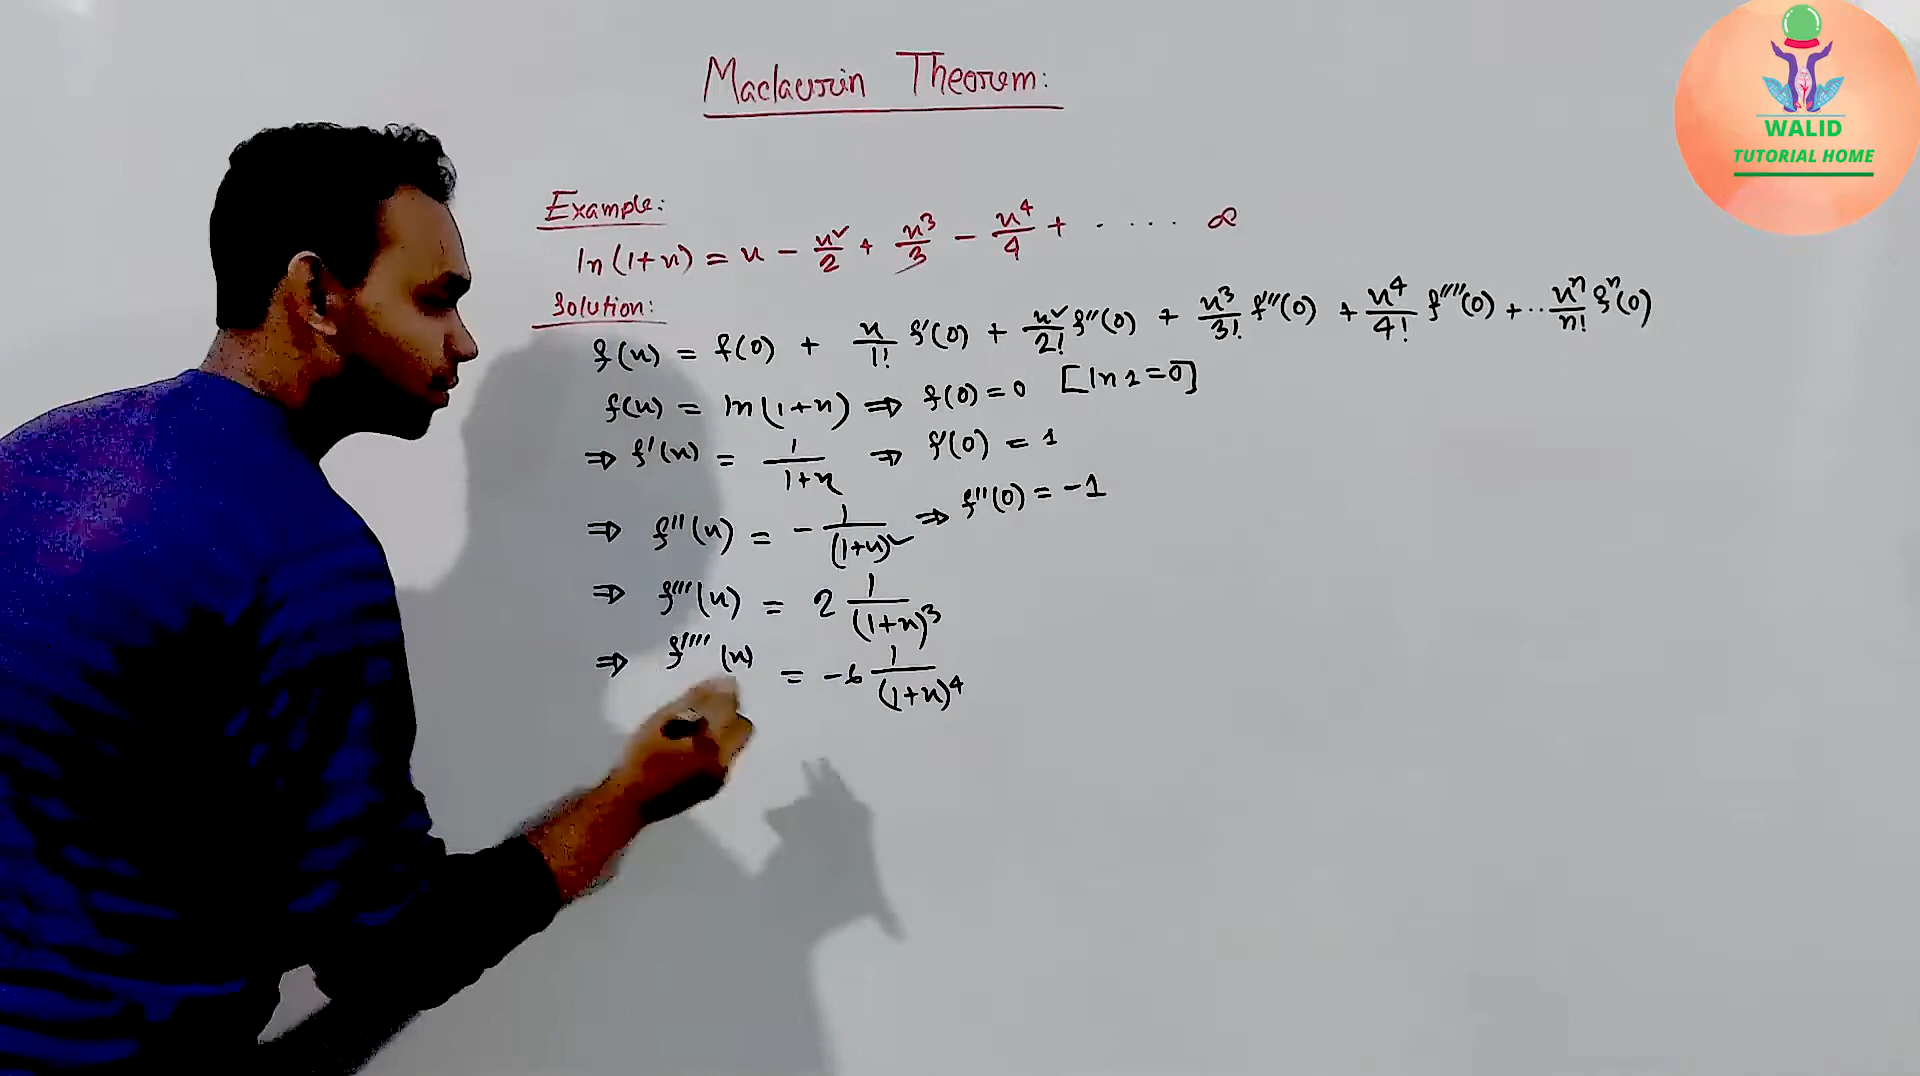 Maclaurin Theorem:
WALID
TUTORIAL HOME
Example:
ln(1+x) = x - x²/2 + x³/3 - x⁴/4 + ..... ∞
Solution:
f(x) = f(0) + x/1! f'(0) + x²/2! f''(0) + x³/3! f'''(0) + x⁴/4! f''''(0) + .. xⁿ/n! fⁿ(0)
f(x) = ln(1+x) ⇒ f(0) = 0 [ln 1 = 0]
⇒ f'(x) = 1/(1+x) ⇒ f'(0) = 1
⇒ f''(x) = - 1/(1+x)² ⇒ f''(0) = -1
⇒ f'''(x) = 2 1/(1+x)³
⇒ f''''(x) = -6 1/(1+x)⁴